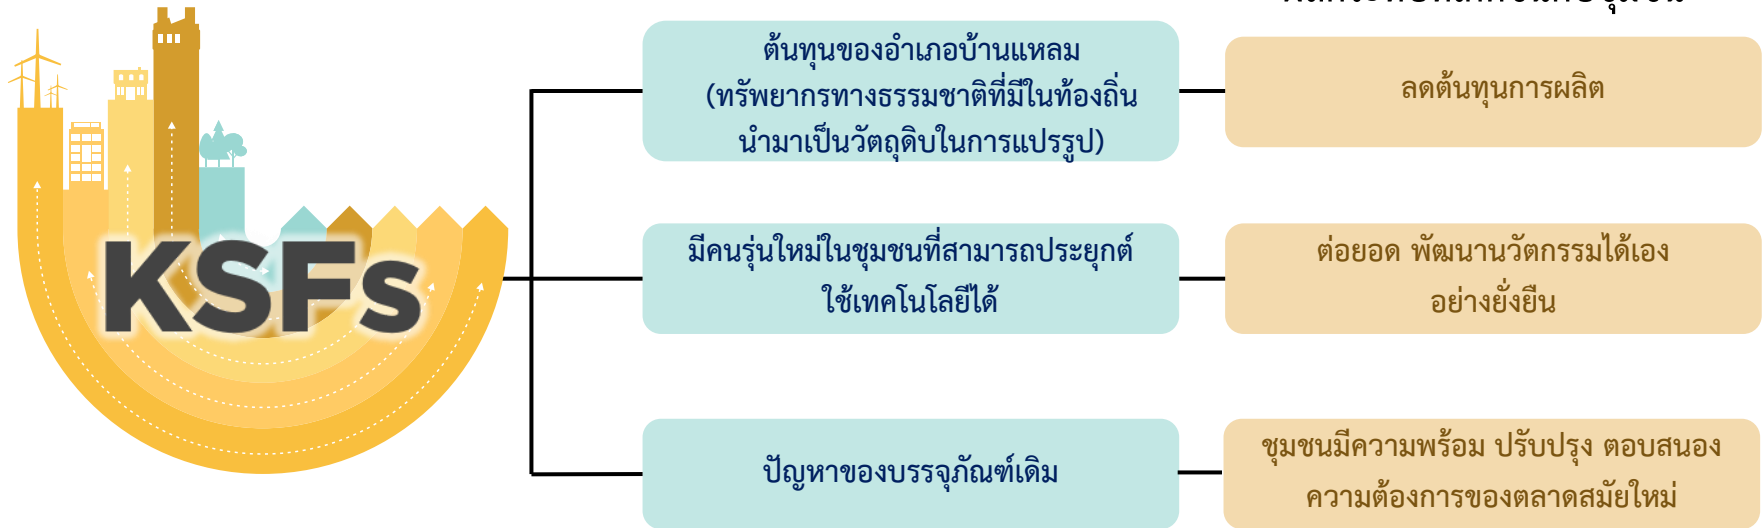 KSFs
ต้นทุนของอำเภอบ้านแหลม
(ทรัพยากรทางธรรมชาติที่มีในท้องถิ่น
นำมาเป็นวัตถุดิบในการแปรรูป)
ลดต้นทุนการผลิต
มีคนรุ่นใหม่ในชุมชนที่สามารถประยุกต์
ใช้เทคโนโลยีได้
ต่อยอด พัฒนานวัตกรรมได้เอง
อย่างยั่งยืน
ปัญหาของบรรจุภัณฑ์เดิม
ชุมชนมีความพร้อม ปรับปรุง ตอบสนอง
ความต้องการของตลาดสมัยใหม่